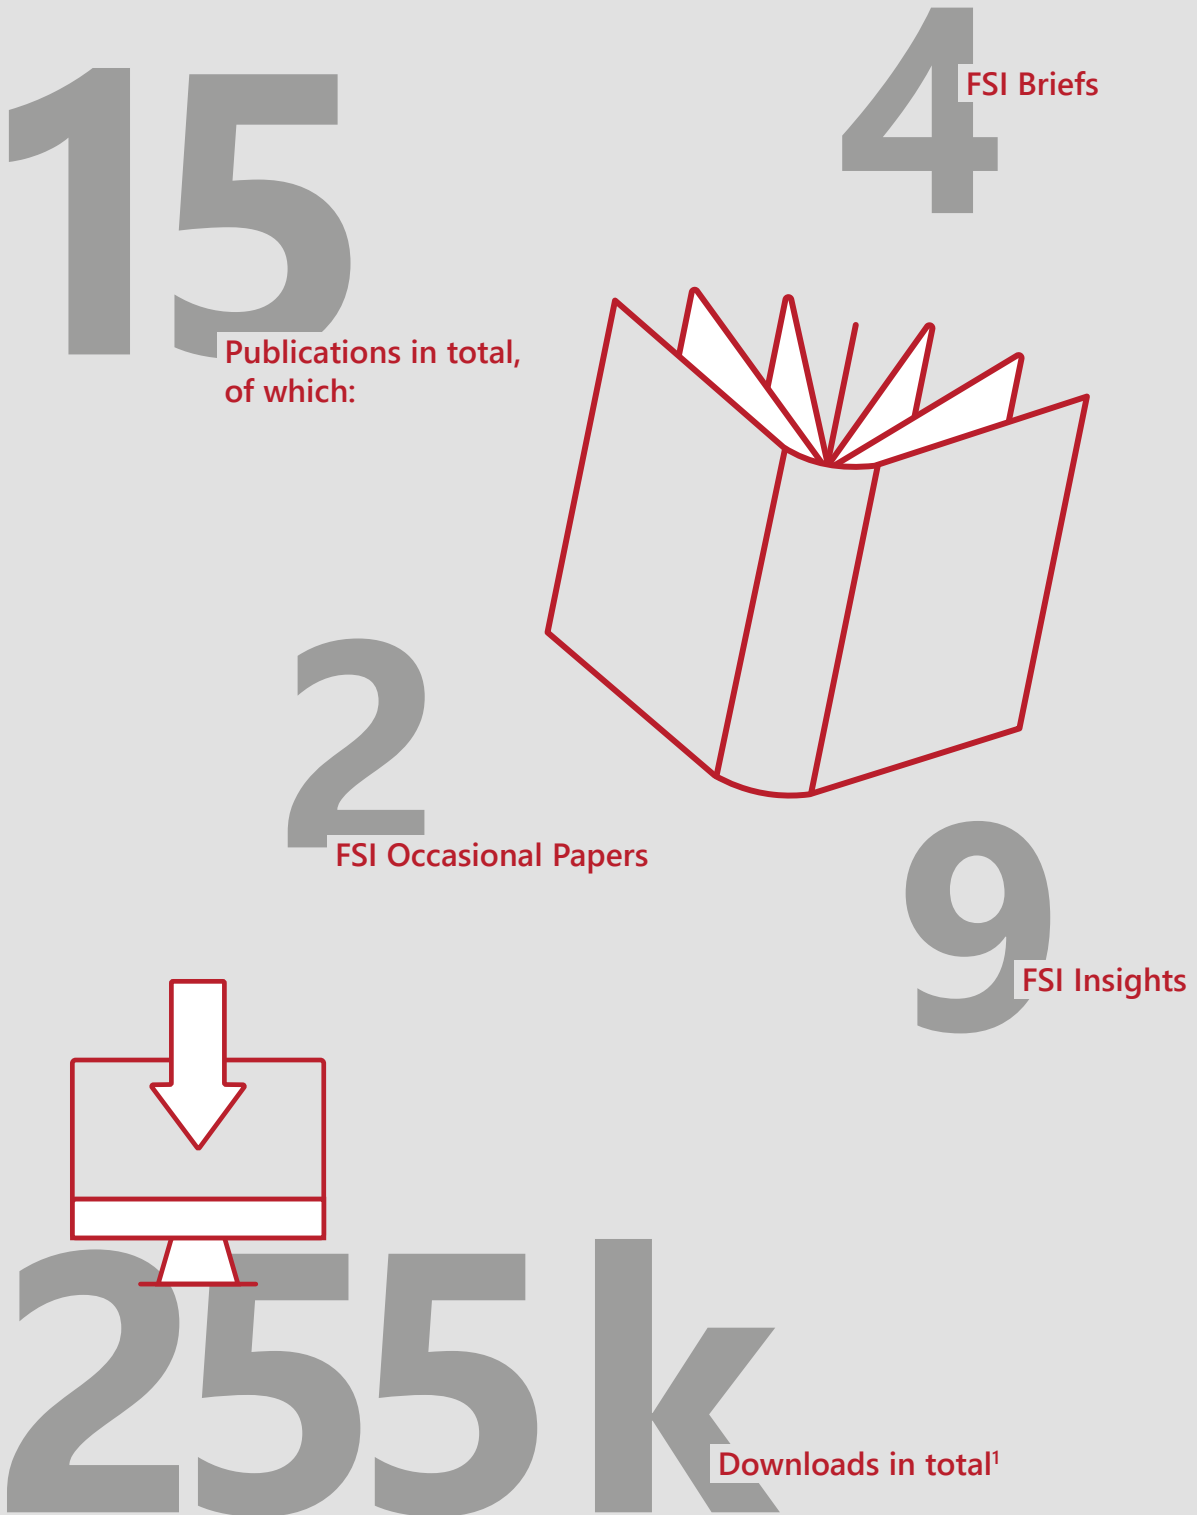 15
Publications in total,
of which:
4
FSI Briefs
2
FSI Occasional Papers
9
FSI Insights
255k
Downloads in total¹